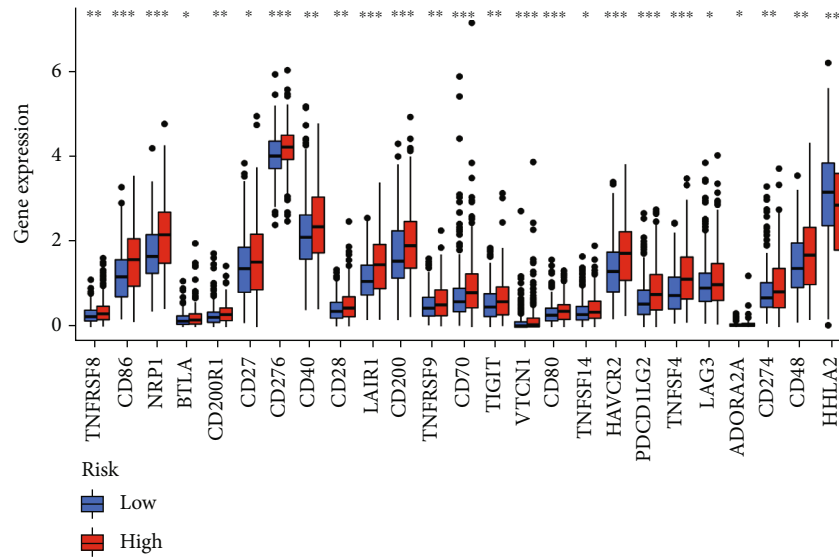 ** *** *** * ** * *** ** ** *** *** ** *** ** *** *** * *** *** *** * * ** ** **
Gene expression
6
4
2
0
TNFRSF8
CD86
NRP1
BTLA
CD200R1
CD27
CD276
CD40
CD28
LAIR1
CD200
TNFRSF9
CD70
TIGIT
VTCN1
CD80
TNFSF14
HAVCR2
PDCD1LG2
TNFSF4
LAG3
ADORA2A
CD274
CD48
HHLA2
Risk
Low
High